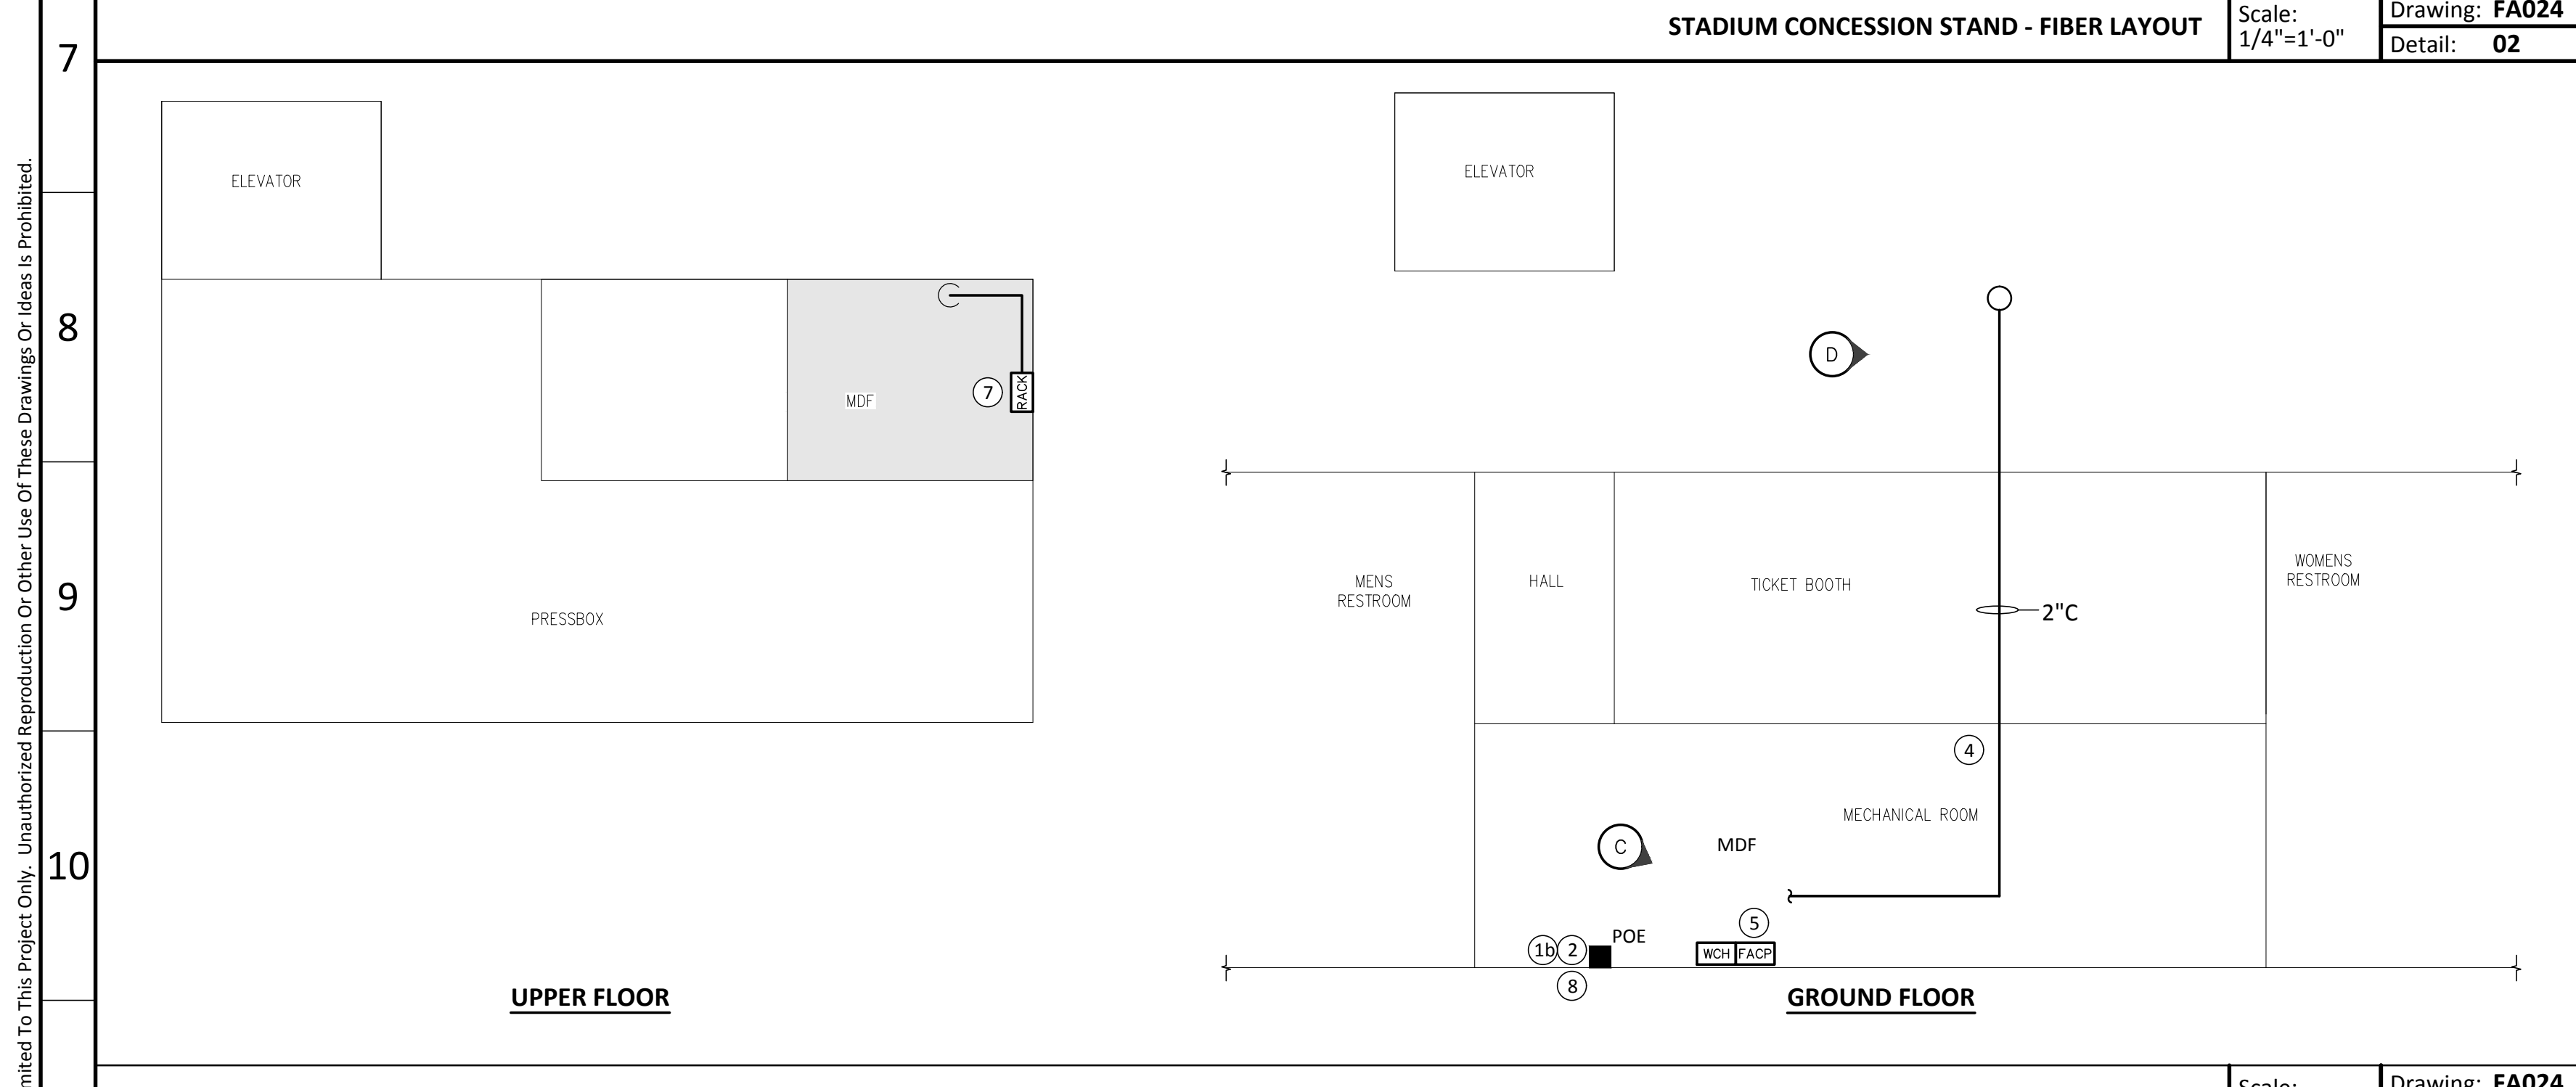 STADIUM CONCESSION STAND - FIBER LAYOUT
Scale:
1/4"=1'-0"
Drawing: FA024
Detail: 02
7
8
9
10
mited To This Project Only. Unauthorized Reproduction Or Other Use Of These Drawings Or Ideas Is Prohibited.
ELEVATOR
MDF
7
RACK
PRESSBOX
UPPER FLOOR
ELEVATOR
D
MENS
RESTROOM
HALL
TICKET BOOTH
2"C
WOMENS
RESTROOM
4
MECHANICAL ROOM
C
MDF
5
1b
2
POE
WCH
FACP
8
GROUND FLOOR
Scale:
Drawing: FA024